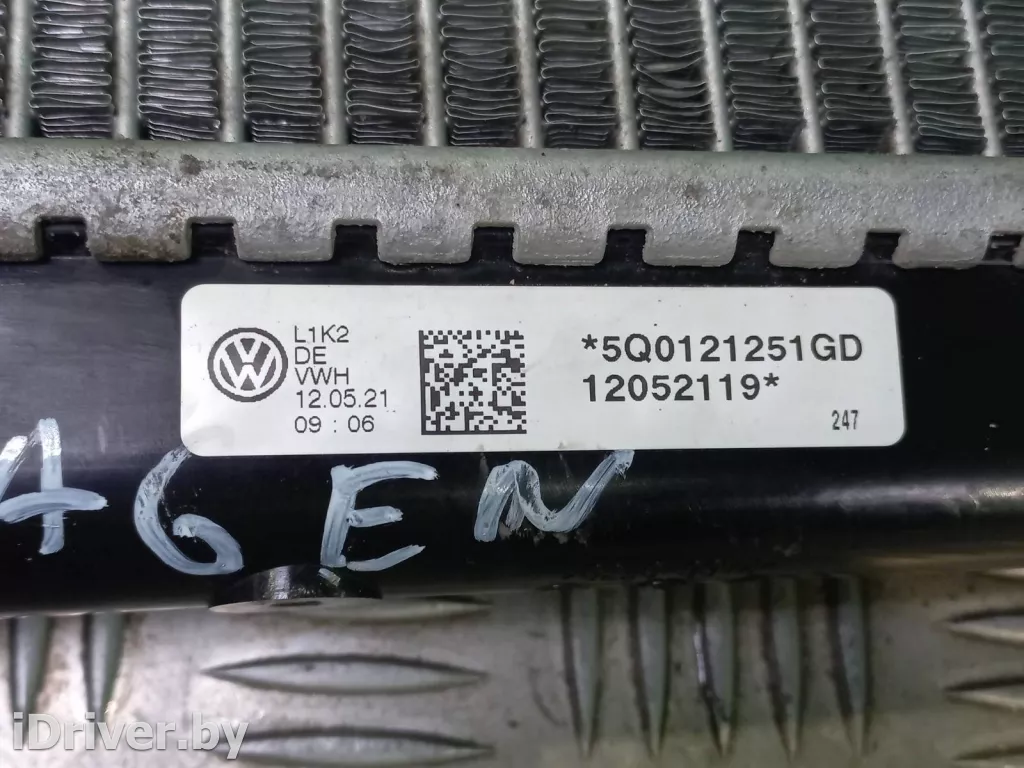 L1K2
DE
VWH
12.05.21
09 : 06
*5Q0121251GD
12052119*
247
AGEN
iDriver.by